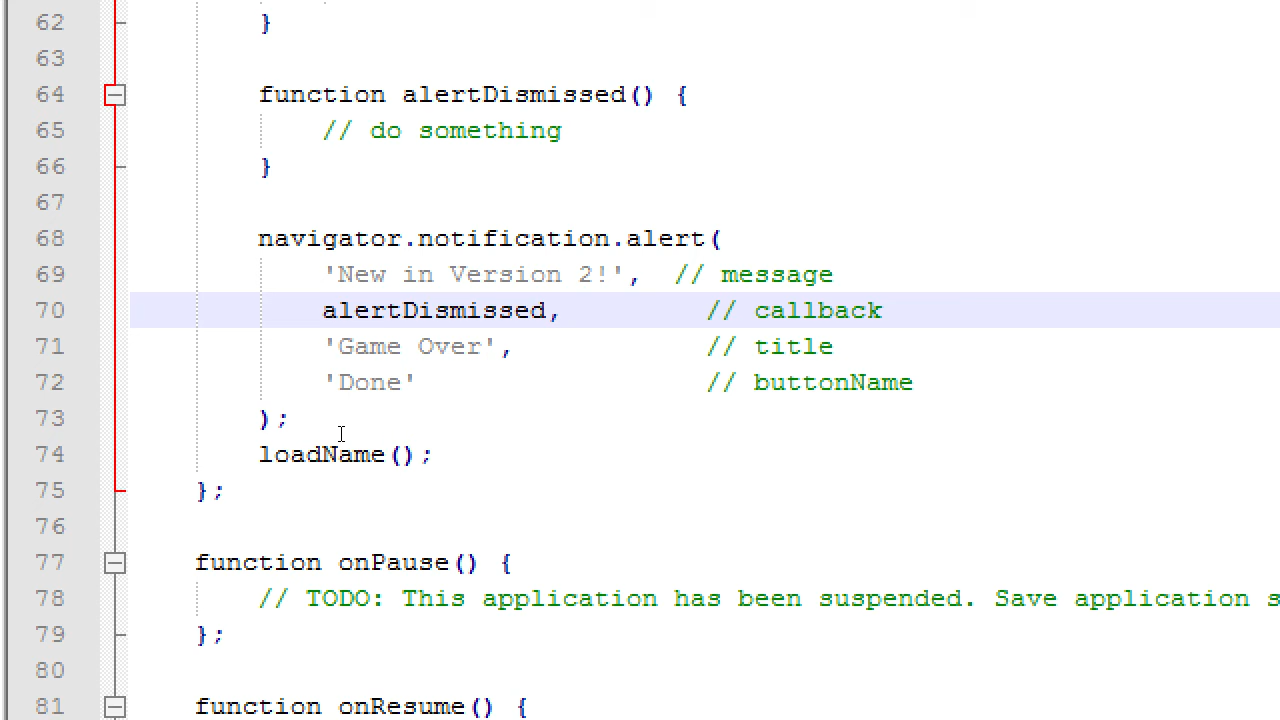 62 }
63
64 function alertDismissed() {
65 // do something
66 }
67
68 navigator.notification.alert(
69 'New in Version 2!', // message
70 alertDismissed, // callback
71 'Game Over', // title
72 'Done' // buttonName
73 );
74 loadName();
75 };
76
77 function onPause() {
78 // TODO: This application has been suspended. Save application s
79 };
80
81 function onResume() {